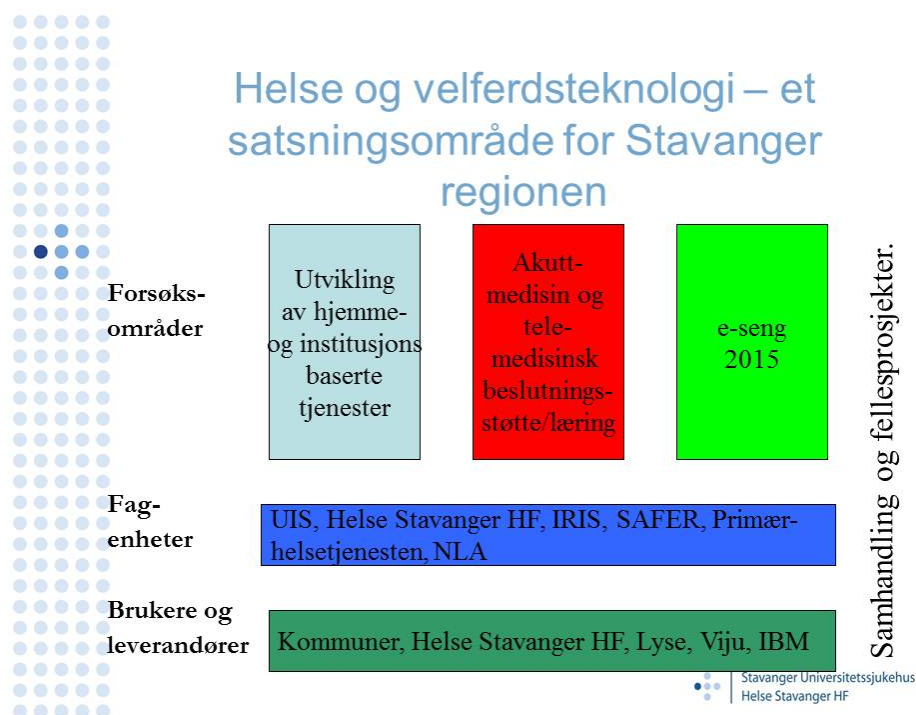 Helse og velferdsteknologi – et
satsningsområde for Stavanger
regionen
Forsøks-
områder
Utvikling
av hjemme-
og institusjons
baserte
tjenester
Akutt-
medisin og
tele-
medisinsk
beslutnings-
støtte/læring
e-seng
2015
Samhandling og fellesprosjekter.
Fag-
enheter
UIS, Helse Stavanger HF, IRIS, SAFER, Primær-
helsetjenesten, NLA
Brukere og
leverandører
Kommuner, Helse Stavanger HF, Lyse, Viju, IBM
Stavanger Universitetssjukehus
Helse Stavanger HF